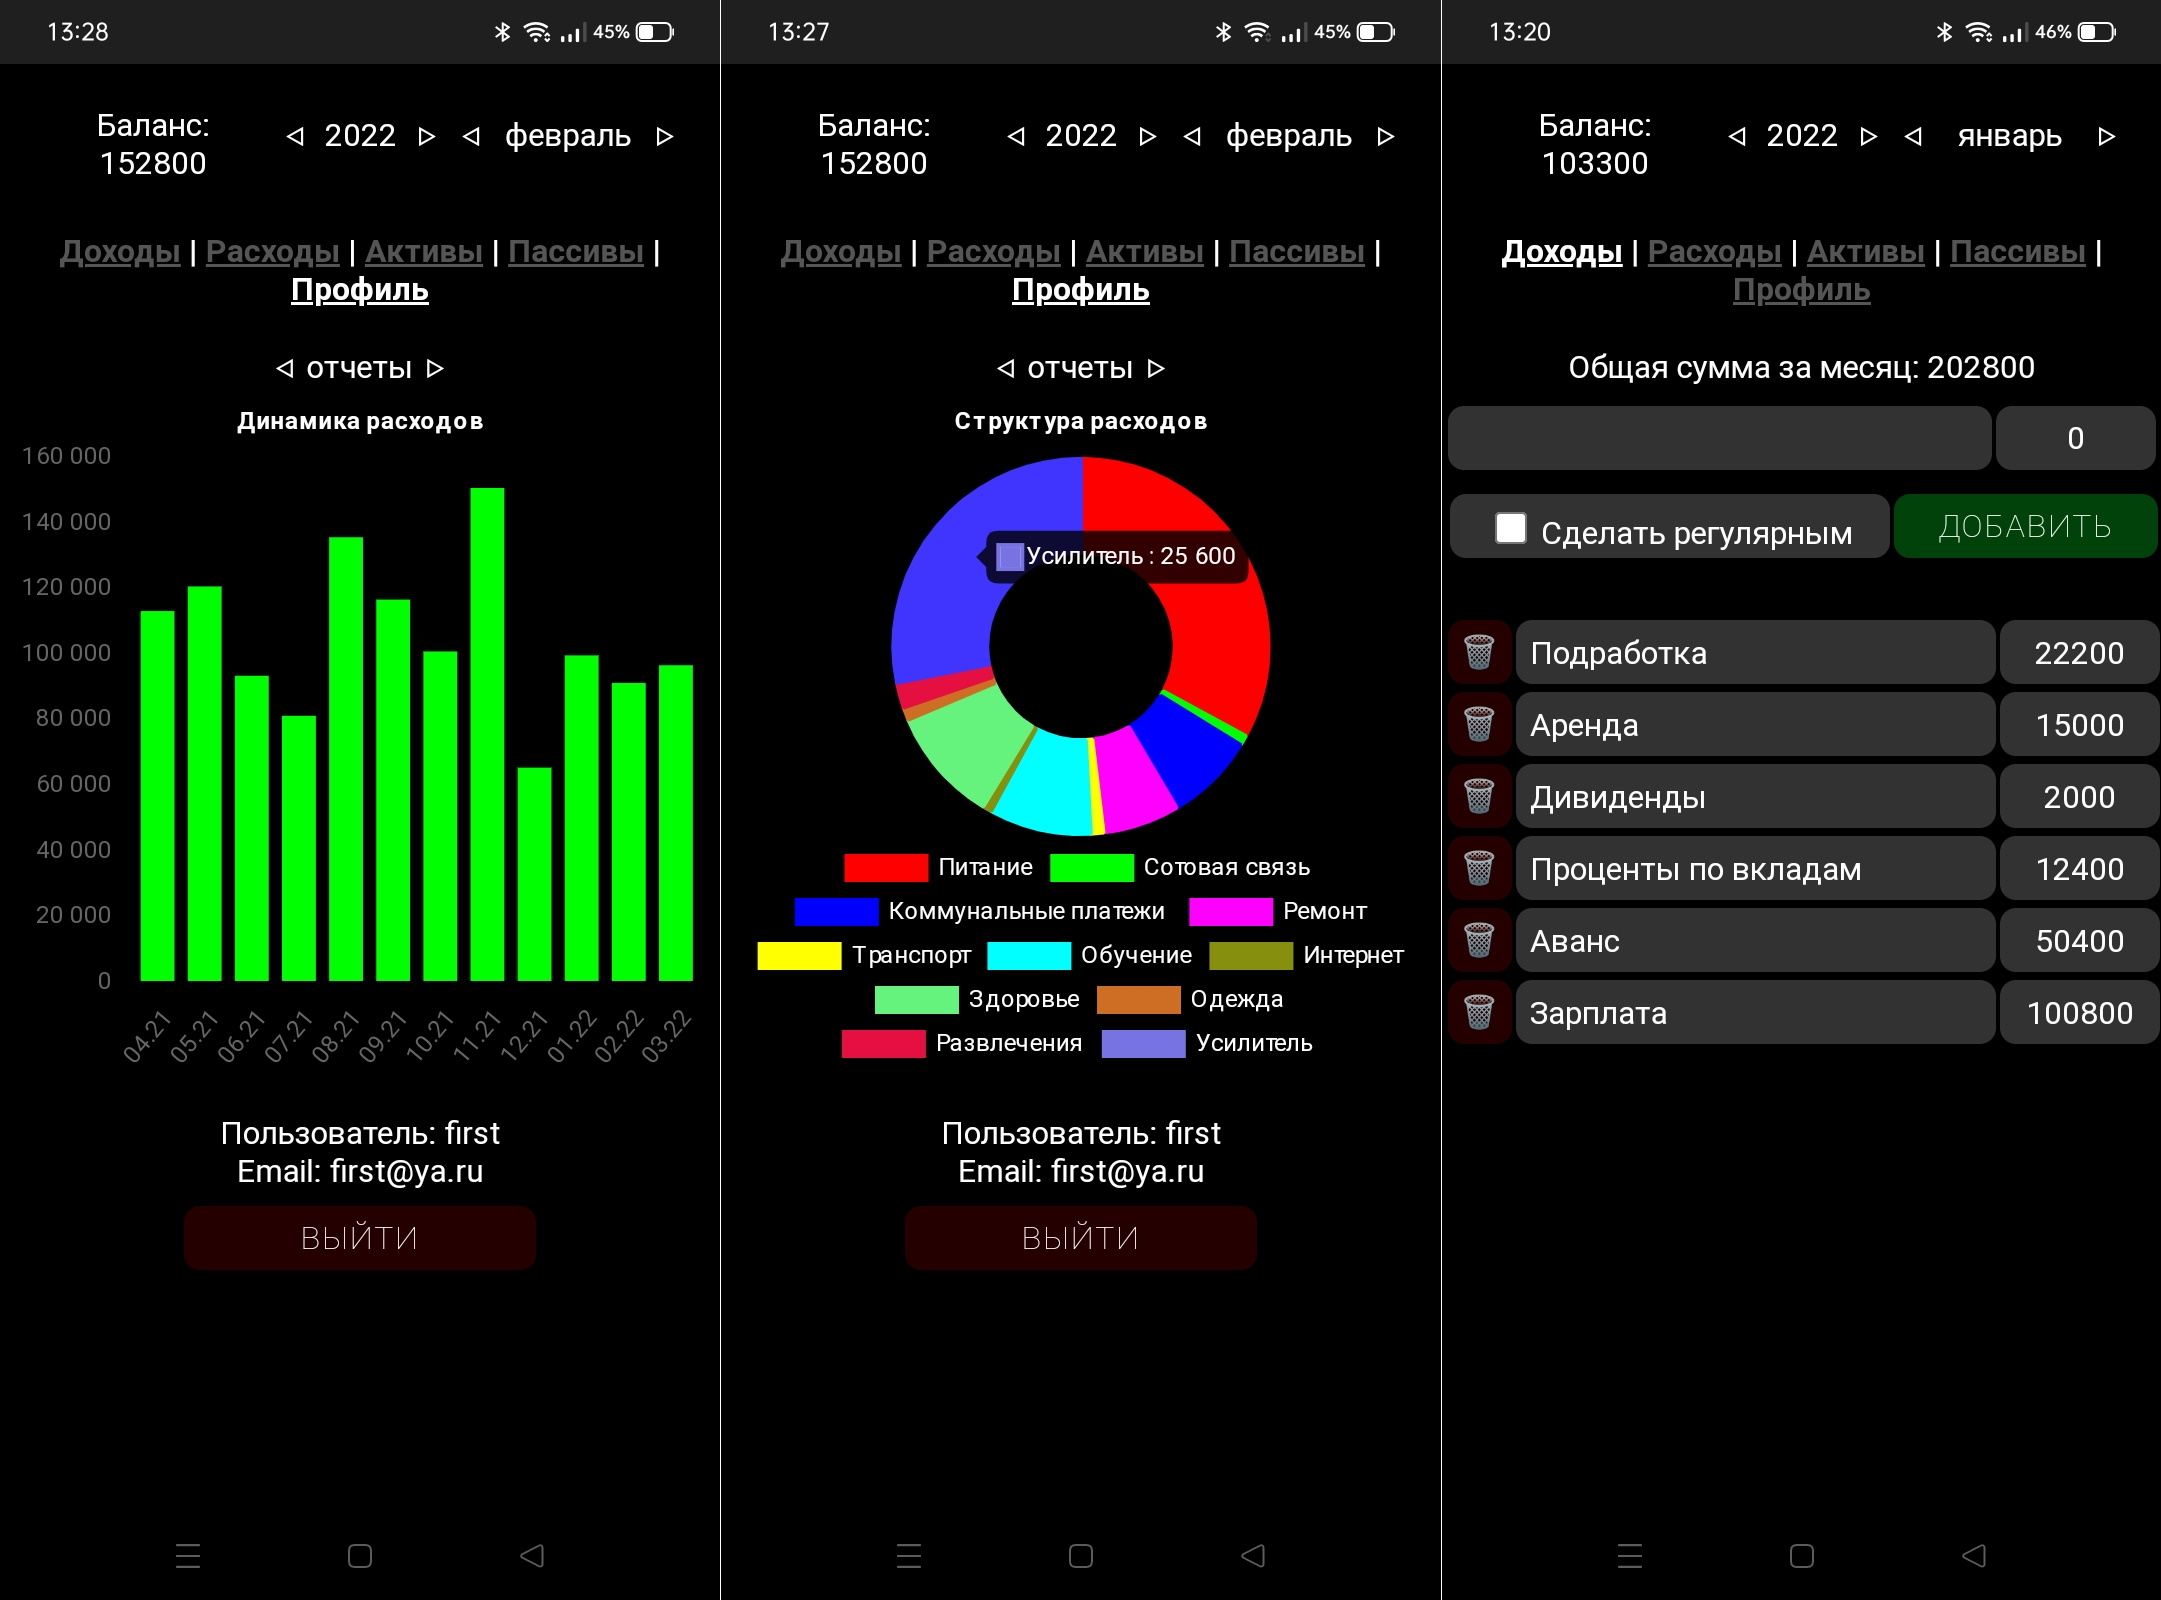 13:28
45%
Баланс:
152800
2022
февраль
Доходы | Расходы | Активы | Пассивы |
Профиль
отчеты
Динамика расходов
160 000
140 000
120 000
100 000
80 000
60 000
40 000
20 000
0
04.21
05.21
06.21
07.21
08.21
09.21
10.21
11.21
12.21
01.22
02.22
03.22
Пользователь: first
Email: first@ya.ru
ВЫЙТИ
13:27
45%
Баланс:
152800
2022
февраль
Доходы | Расходы | Активы | Пассивы |
Профиль
отчеты
Структура расходов
Усилитель : 25 600
Питание Сотовая связь
Коммунальные платежи Ремонт
Транспорт Обучение Интернет
Здоровье Одежда
Развлечения Усилитель
Пользователь: first
Email: first@ya.ru
ВЫЙТИ
13:20
46%
Баланс:
103300
2022
январь
Доходы | Расходы | Активы | Пассивы |
Профиль
Общая сумма за месяц: 202800
0
Сделать регулярным
ДОБАВИТЬ
Подработка 22200
Аренда 15000
Дивиденды 2000
Проценты по вкладам 12400
Аванс 50400
Зарплата 100800